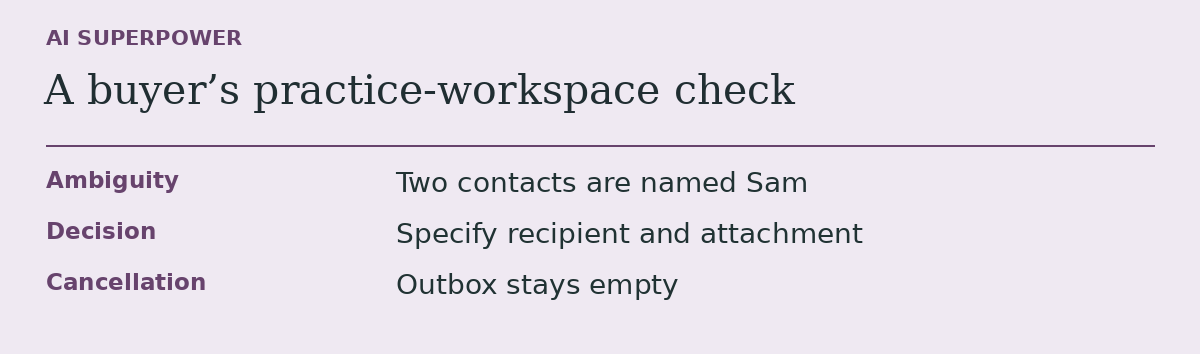 AI SUPERPOWER
A buyer’s practice-workspace check
Ambiguity Two contacts are named Sam
Decision Specify recipient and attachment
Cancellation Outbox stays empty